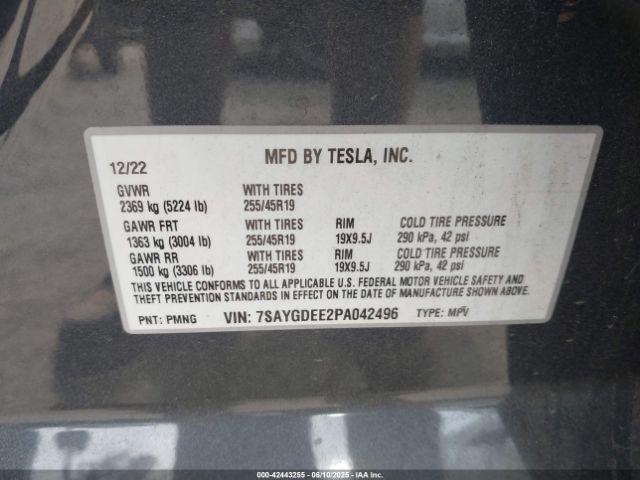 MFD BY TESLA, INC.
12/22
GVWR WITH TIRES
2369 kg (5224 lb) 255/45R19
GAWR FRT WITH TIRES RIM COLD TIRE PRESSURE
1363 kg (3004 lb) 255/45R19 19X9.5J 290 kPa, 42 psi
GAWR RR WITH TIRES RIM COLD TIRE PRESSURE
1500 kg (3306 lb) 255/45R19 19X9.5J 290 kPa, 42 psi
THIS VEHICLE CONFORMS TO ALL APPLICABLE U.S. FEDERAL MOTOR VEHICLE SAFETY AND
THEFT PREVENTION STANDARDS IN EFFECT ON THE DATE OF MANUFACTURE SHOWN ABOVE.
PNT: PMNG VIN: 7SAYGDEE2PA042496 TYPE: MPV
000-42443255 - 06/10/2025 - IAA Inc.